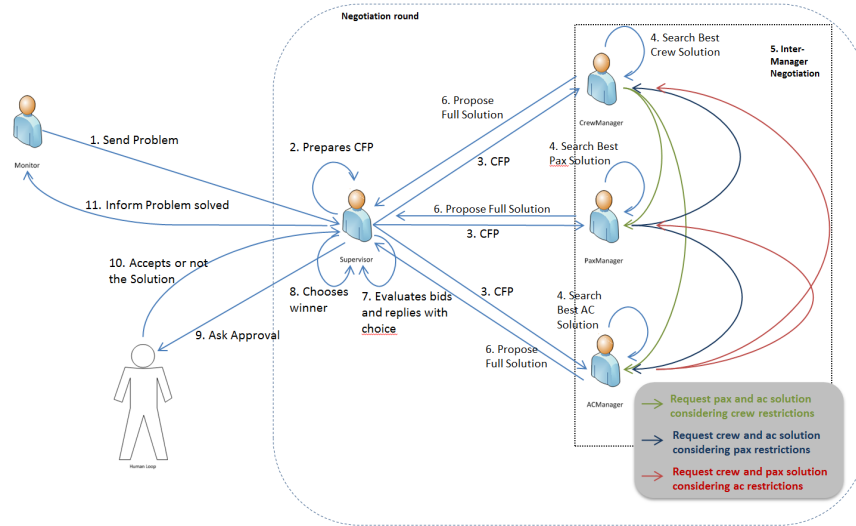 Negotiation round
4. Search Best
Crew Solution
5. Inter-
Manager
Negotiation
6. Propose
Full Solution
CrewManager
1. Send Problem
2. Prepares CFP
3. CFP
4. Search Best
Pax Solution
Monitor
11. Inform Problem solved
6. Propose Full Solution
3. CFP
PaxManager
Supervisor
10. Accepts or not
the Solution
8. Chooses
winner
7. Evaluates bids
and replies with
choice
3. CFP
4. Search
Best AC
Solution
9. Ask Approval
6. Propose
Full Solution
ACManager
Request pax and ac solution
considering crew restrictions
Request crew and ac solution
considering pax restrictions
Request crew and pax solution
considering ac restrictions
Human Loop